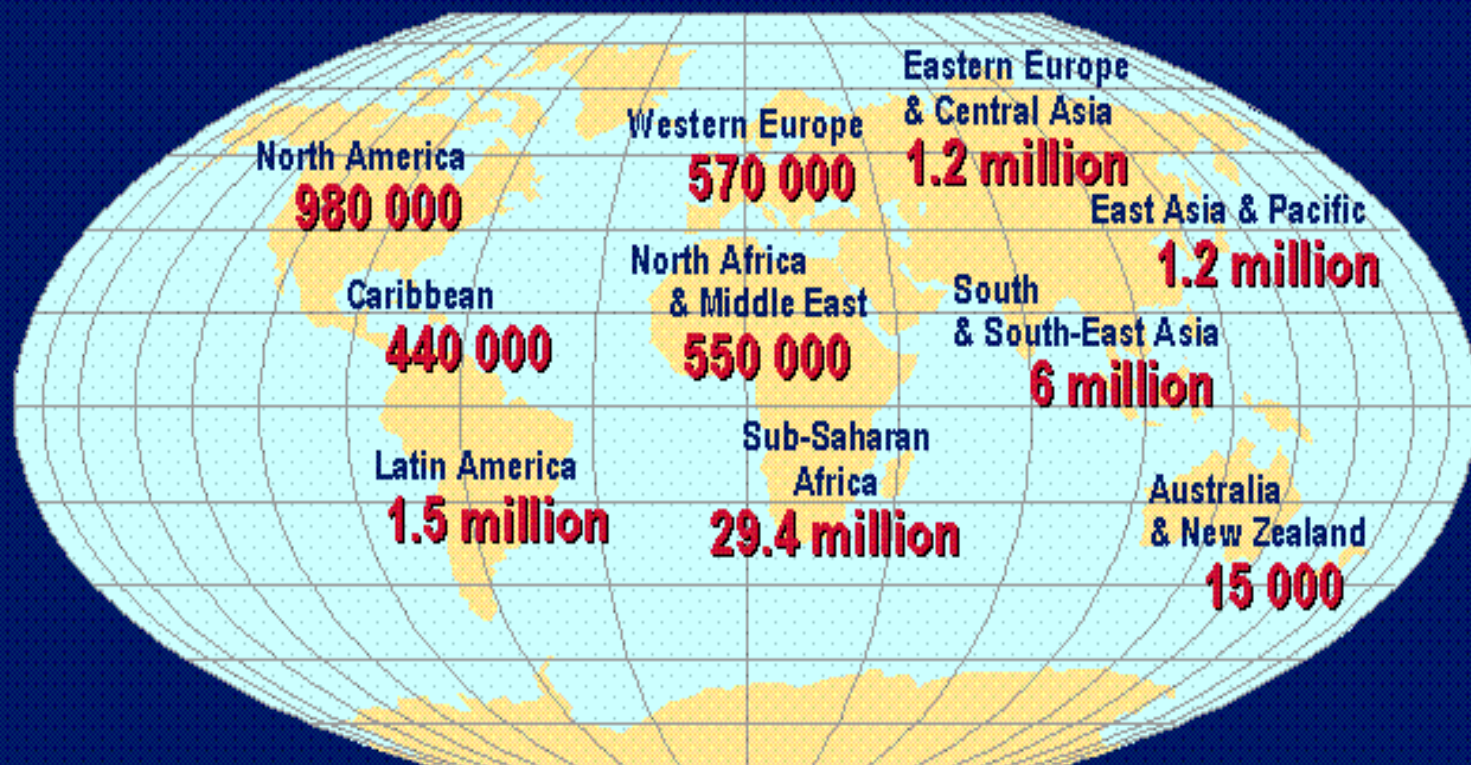 Eastern Europe
& Central Asia
1.2 million
Western Europe
570 000
North America
980 000
East Asia & Pacific
1.2 million
North Africa
& Middle East
550 000
Caribbean
440 000
South
& South-East Asia
6 million
Sub-Saharan
Africa
29.4 million
Latin America
1.5 million
Australia
& New Zealand
15 000